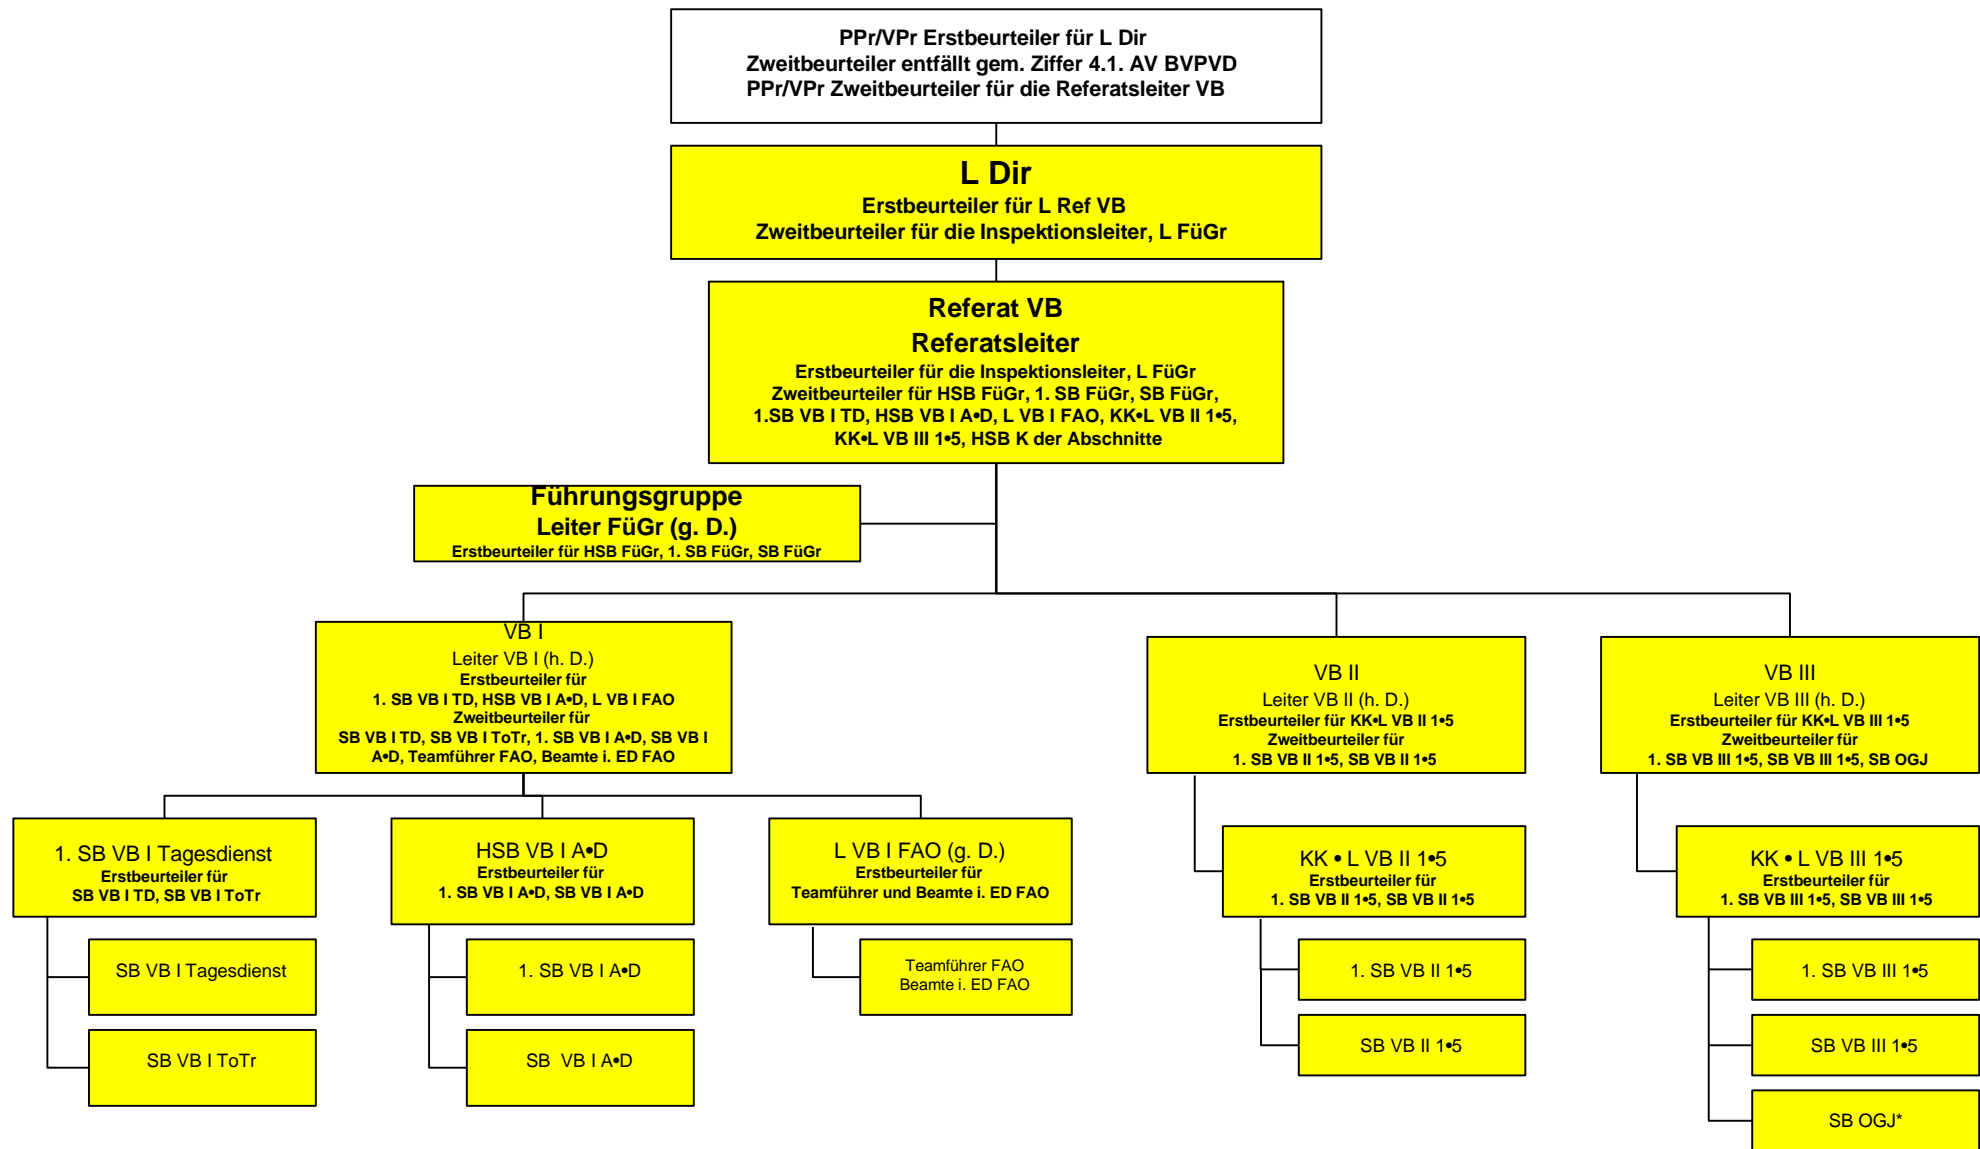 PPr/VPr Erstbeurteiler für L Dir
Zweitbeurteiler entfällt gem. Ziffer 4.1. AV BVPVD
PPr/VPr Zweitbeurteiler für die Referatsleiter VB
L Dir
Erstbeurteiler für L Ref VB
Zweitbeurteiler für die Inspektionsleiter, L FüGr
Referat VB
Referatsleiter
Erstbeurteiler für die Inspektionsleiter, L FüGr
Zweitbeurteiler für HSB FüGr, 1. SB FüGr, SB FüGr,
1.SB VB I TD, HSB VB I A•D, L VB I FAO, KK•L VB II 1•5,
KK•L VB III 1•5, HSB K der Abschnitte
Führungsgruppe
Leiter FüGr (g. D.)
Erstbeurteiler für HSB FüGr, 1. SB FüGr, SB FüGr
VB I
Leiter VB I (h. D.)
Erstbeurteiler für
1. SB VB I TD, HSB VB I A•D, L VB I FAO
Zweitbeurteiler für
SB VB I TD, SB VB I ToTr, 1. SB VB I A•D, SB VB I
A•D, Teamführer FAO, Beamte i. ED FAO
VB II
Leiter VB II (h. D.)
Erstbeurteiler für KK•L VB II 1•5
Zweitbeurteiler für
1. SB VB II 1•5, SB VB II 1•5
VB III
Leiter VB III (h. D.)
Erstbeurteiler für KK•L VB III 1•5
Zweitbeurteiler für
1. SB VB III 1•5, SB VB III 1•5, SB OGJ
1. SB VB I Tagesdienst
Erstbeurteiler für
SB VB I TD, SB VB I ToTr
HSB VB I A•D
Erstbeurteiler für
1. SB VB I A•D, SB VB I A•D
L VB I FAO (g. D.)
Erstbeurteiler für
Teamführer und Beamte i. ED FAO
KK • L VB II 1•5
Erstbeurteiler für
1. SB VB II 1•5, SB VB II 1•5
KK • L VB III 1•5
Erstbeurteiler für
1. SB VB III 1•5, SB VB III 1•5
SB VB I Tagesdienst
1. SB VB I A•D
Teamführer FAO
Beamte i. ED FAO
1. SB VB II 1•5
1. SB VB III 1•5
SB VB I ToTr
SB VB I A•D
SB VB II 1•5
SB VB III 1•5
SB OGJ*